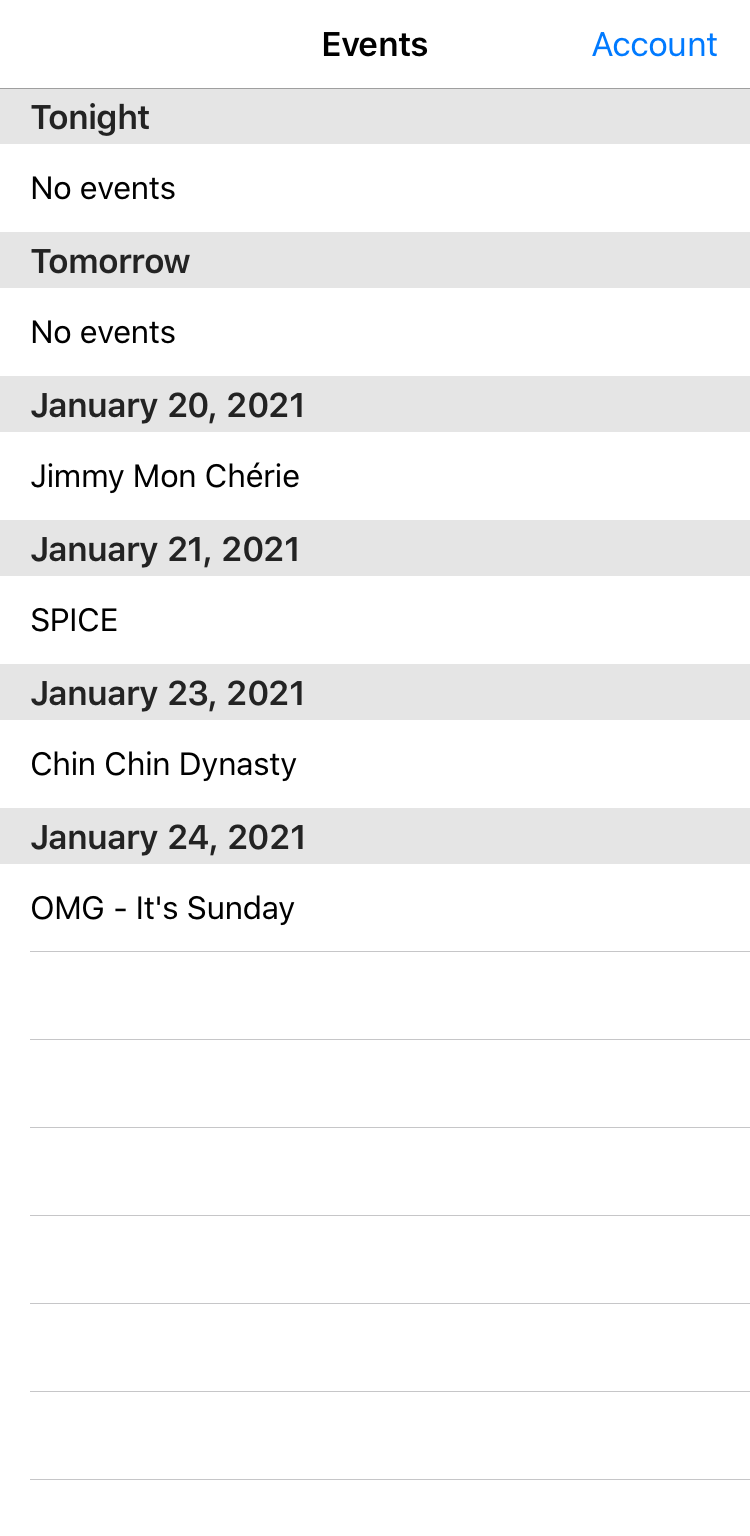 Events
Account
Tonight
No events
Tomorrow
No events
January 20, 2021
Jimmy Mon Chérie
January 21, 2021
SPICE
January 23, 2021
Chin Chin Dynasty
January 24, 2021
OMG - It's Sunday